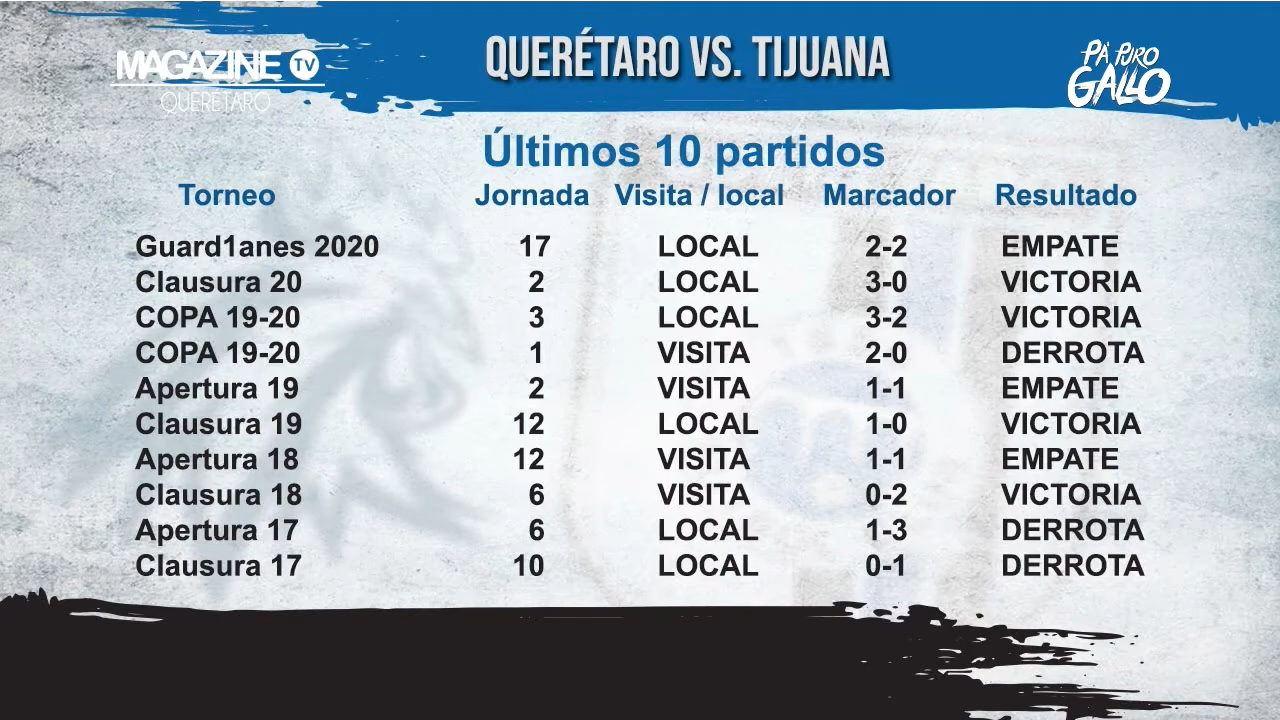 MAGAZINE TV
QUERÉTARO
QUERÉTARO VS. TIJUANA
PA' PURO
GALLO
Últimos 10 partidos
Torneo Jornada Visita / local Marcador Resultado
Guard1anes 2020 17 LOCAL 2-2 EMPATE
Clausura 20 2 LOCAL 3-0 VICTORIA
COPA 19-20 3 LOCAL 3-2 VICTORIA
COPA 19-20 1 VISITA 2-0 DERROTA
Apertura 19 2 VISITA 1-1 EMPATE
Clausura 19 12 LOCAL 1-0 VICTORIA
Apertura 18 12 VISITA 1-1 EMPATE
Clausura 18 6 VISITA 0-2 VICTORIA
Apertura 17 6 LOCAL 1-3 DERROTA
Clausura 17 10 LOCAL 0-1 DERROTA